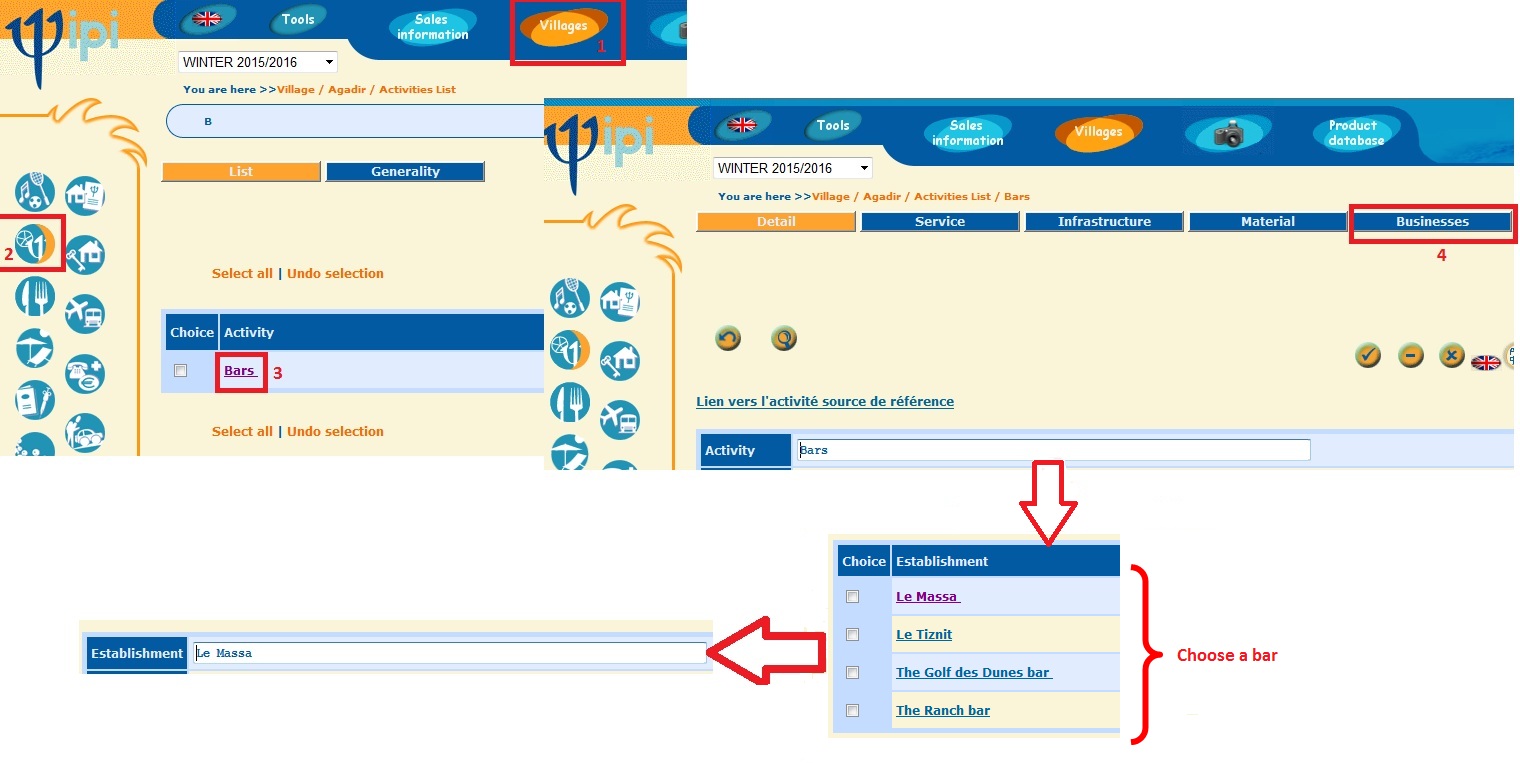 ipi
Tools
Sales
information
Villages
1
WINTER 2015/2016
You are here >>Village / Agadir / Activities List
B
List
Generality
2
Select all | Undo selection
Choice
Activity
Bars
3
Select all | Undo selection
ipi
Tools
Sales
information
Villages
Product
database
WINTER 2015/2016
You are here >>Village / Agadir / Activities List / Bars
Detail
Service
Infrastructure
Material
Businesses
4
Lien vers l'activité source de référence
Activity
Bars
Choice
Establishment
Le Massa
Le Tiznit
The Golf des Dunes bar
The Ranch bar
Choose a bar
Establishment
Le Massa